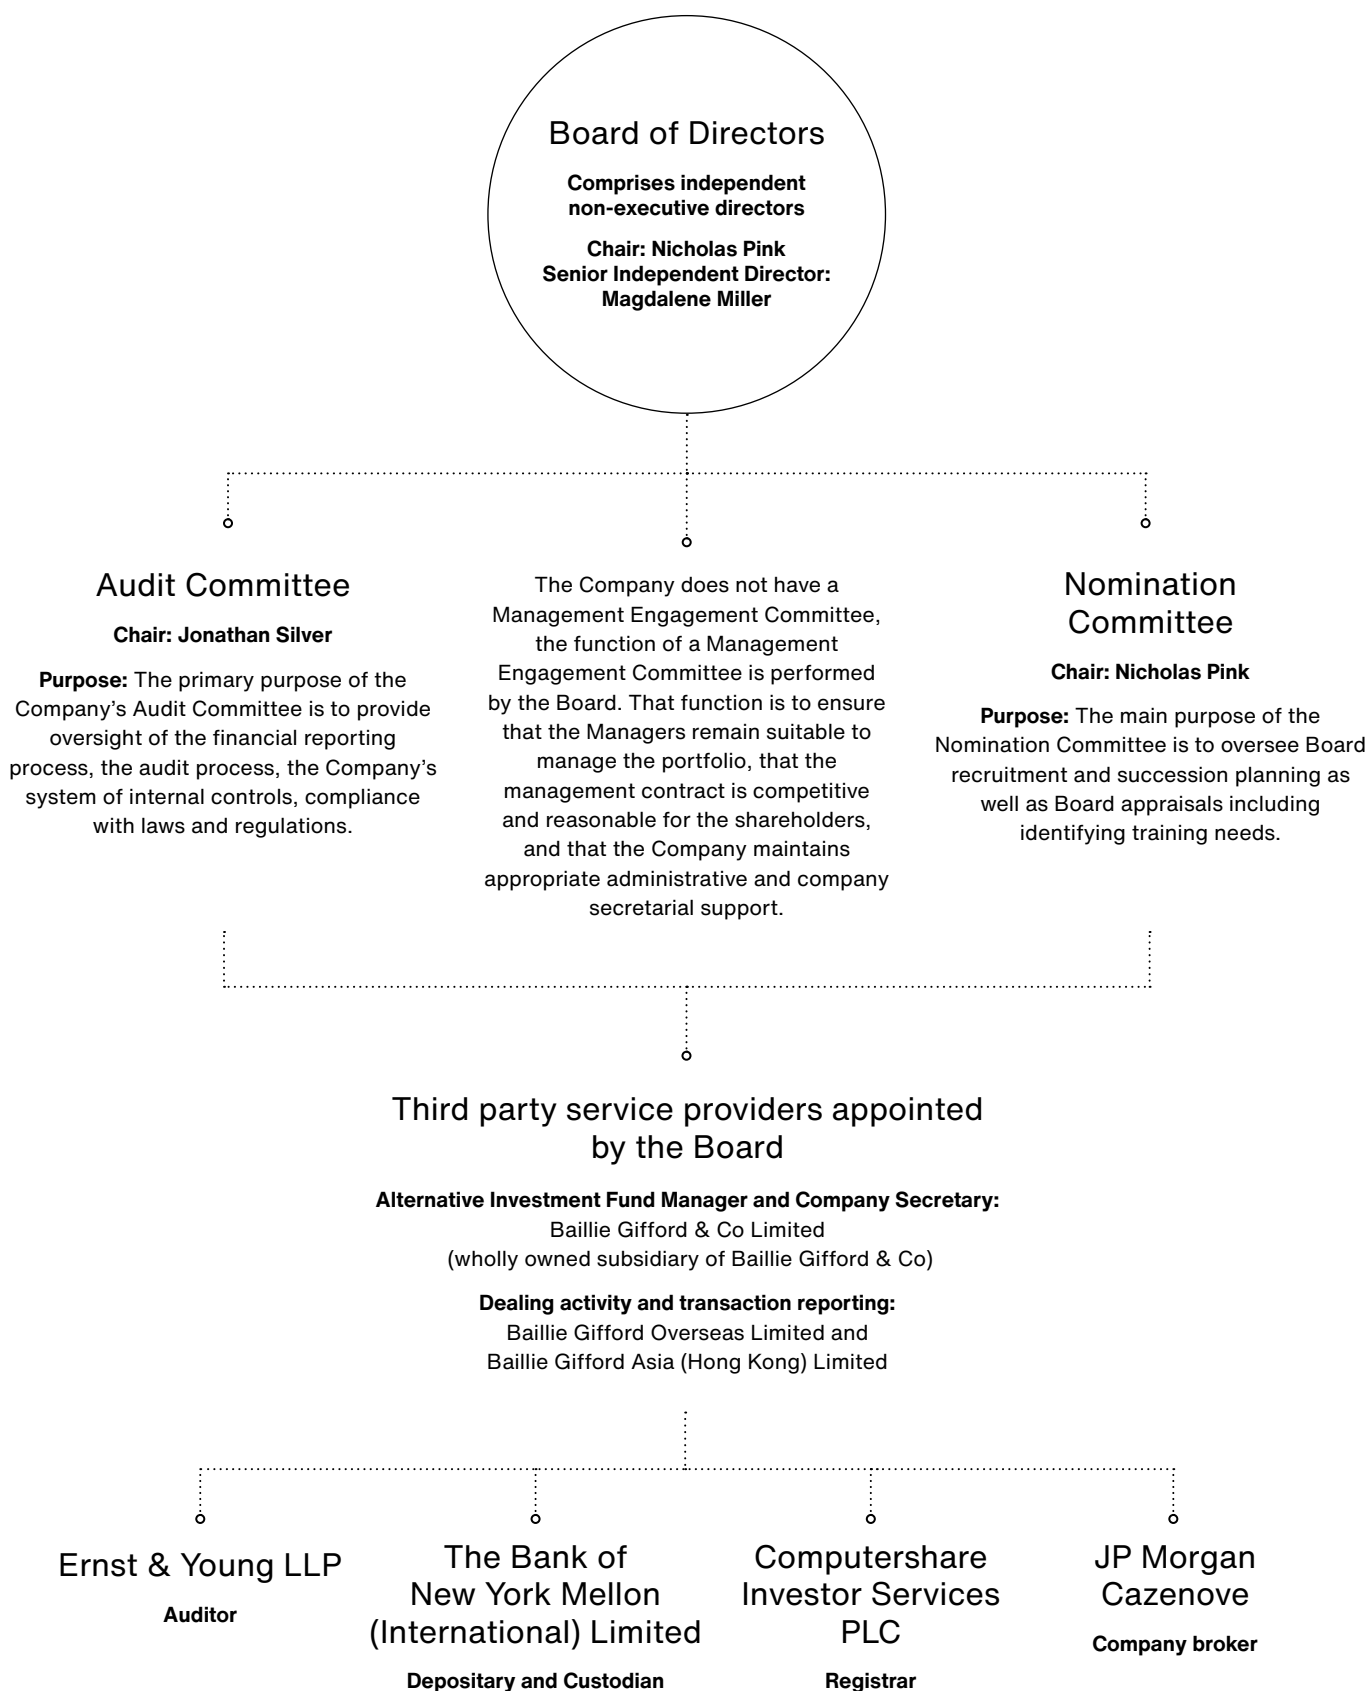 Board of Directors
Comprises independent
non-executive directors
Chair: Nicholas Pink
Senior Independent Director:
Magdalene Miller
Audit Committee
Chair: Jonathan Silver
Purpose: The primary purpose of the
Company’s Audit Committee is to provide
oversight of the financial reporting
process, the audit process, the Company’s
system of internal controls, compliance
with laws and regulations.
The Company does not have a
Management Engagement Committee,
the function of a Management
Engagement Committee is performed
by the Board. That function is to ensure
that the Managers remain suitable to
manage the portfolio, that the
management contract is competitive
and reasonable for the shareholders,
and that the Company maintains
appropriate administrative and company
secretarial support.
Nomination
Committee
Chair: Nicholas Pink
Purpose: The main purpose of the
Nomination Committee is to oversee Board
recruitment and succession planning as
well as Board appraisals including
identifying training needs.
Third party service providers appointed
by the Board
Alternative Investment Fund Manager and Company Secretary:
Baillie Gifford & Co Limited
(wholly owned subsidiary of Baillie Gifford & Co)
Dealing activity and transaction reporting:
Baillie Gifford Overseas Limited and
Baillie Gifford Asia (Hong Kong) Limited
Ernst & Young LLP
Auditor
The Bank of
New York Mellon
(International) Limited
Depositary and Custodian
Computershare
Investor Services
PLC
Registrar
JP Morgan
Cazenove
Company broker